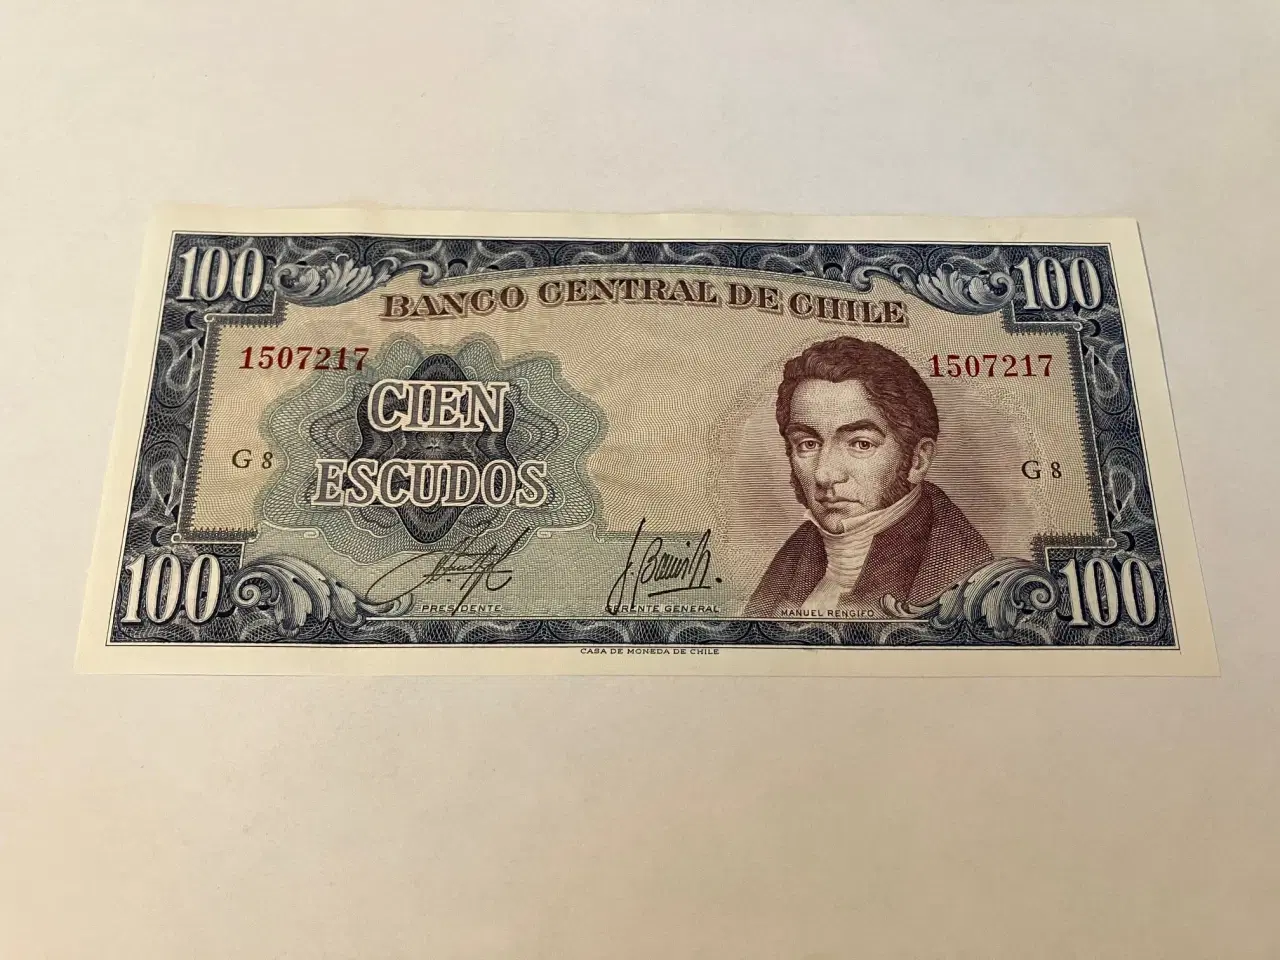 100 100
BANCO CENTRAL DE CHILE
1507217 1507217
CIEN
ESCUDOS
G 8 G 8
PRESIDENTE GERENTE GENERAL MANUEL RENGIFO
100 100
CASA DE MONEDA DE CHILE